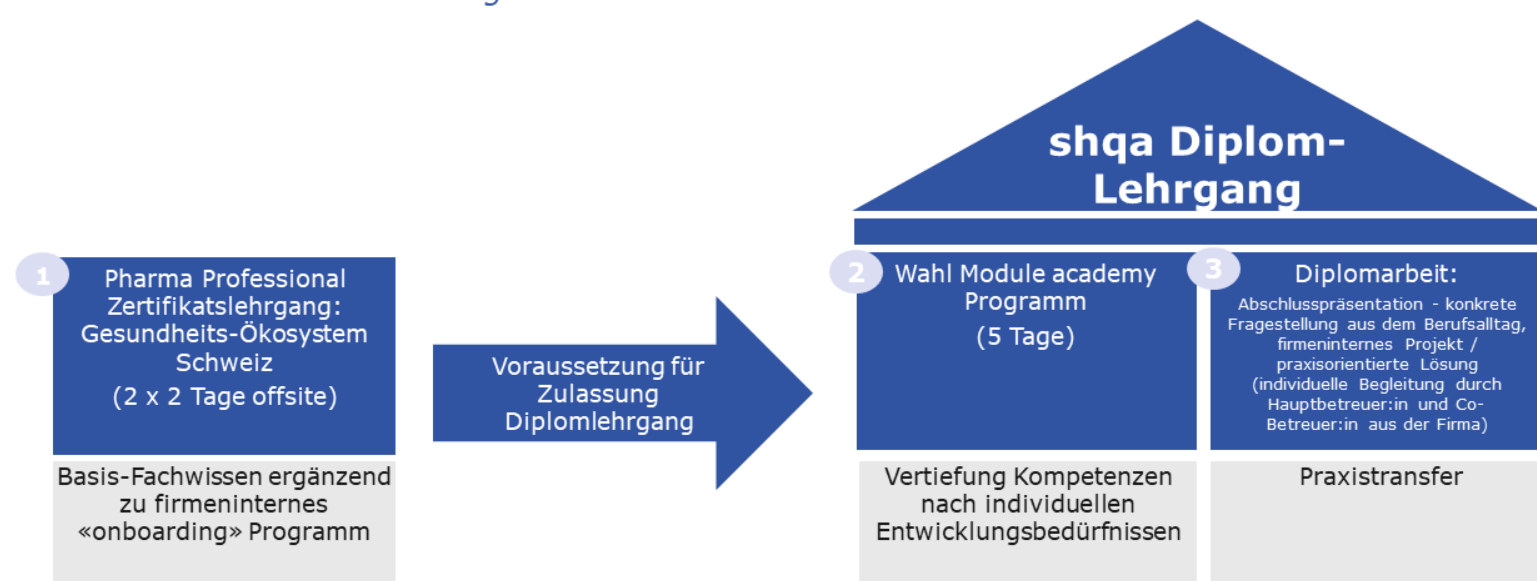 shqa Diplom-
Lehrgang
1
Pharma Professional
Zertifikatslehrgang:
Gesundheits-Ökosystem
Schweiz
(2 x 2 Tage offsite)
Basis-Fachwissen ergänzend
zu firmeninternes
«onboarding» Programm
Voraussetzung für
Zulassung
Diplomlehrgang
2
Wahl Module academy
Programm
(5 Tage)
Vertiefung Kompetenzen
nach individuellen
Entwicklungsbedürfnissen
3
Diplomarbeit:
Abschlusspräsentation - konkrete
Fragestellung aus dem Berufsalltag,
firmeninternes Projekt /
praxisorientierte Lösung
(individuelle Begleitung durch
Hauptbetreuer:in und Co-
Betreuer:in aus der Firma)
Praxistransfer